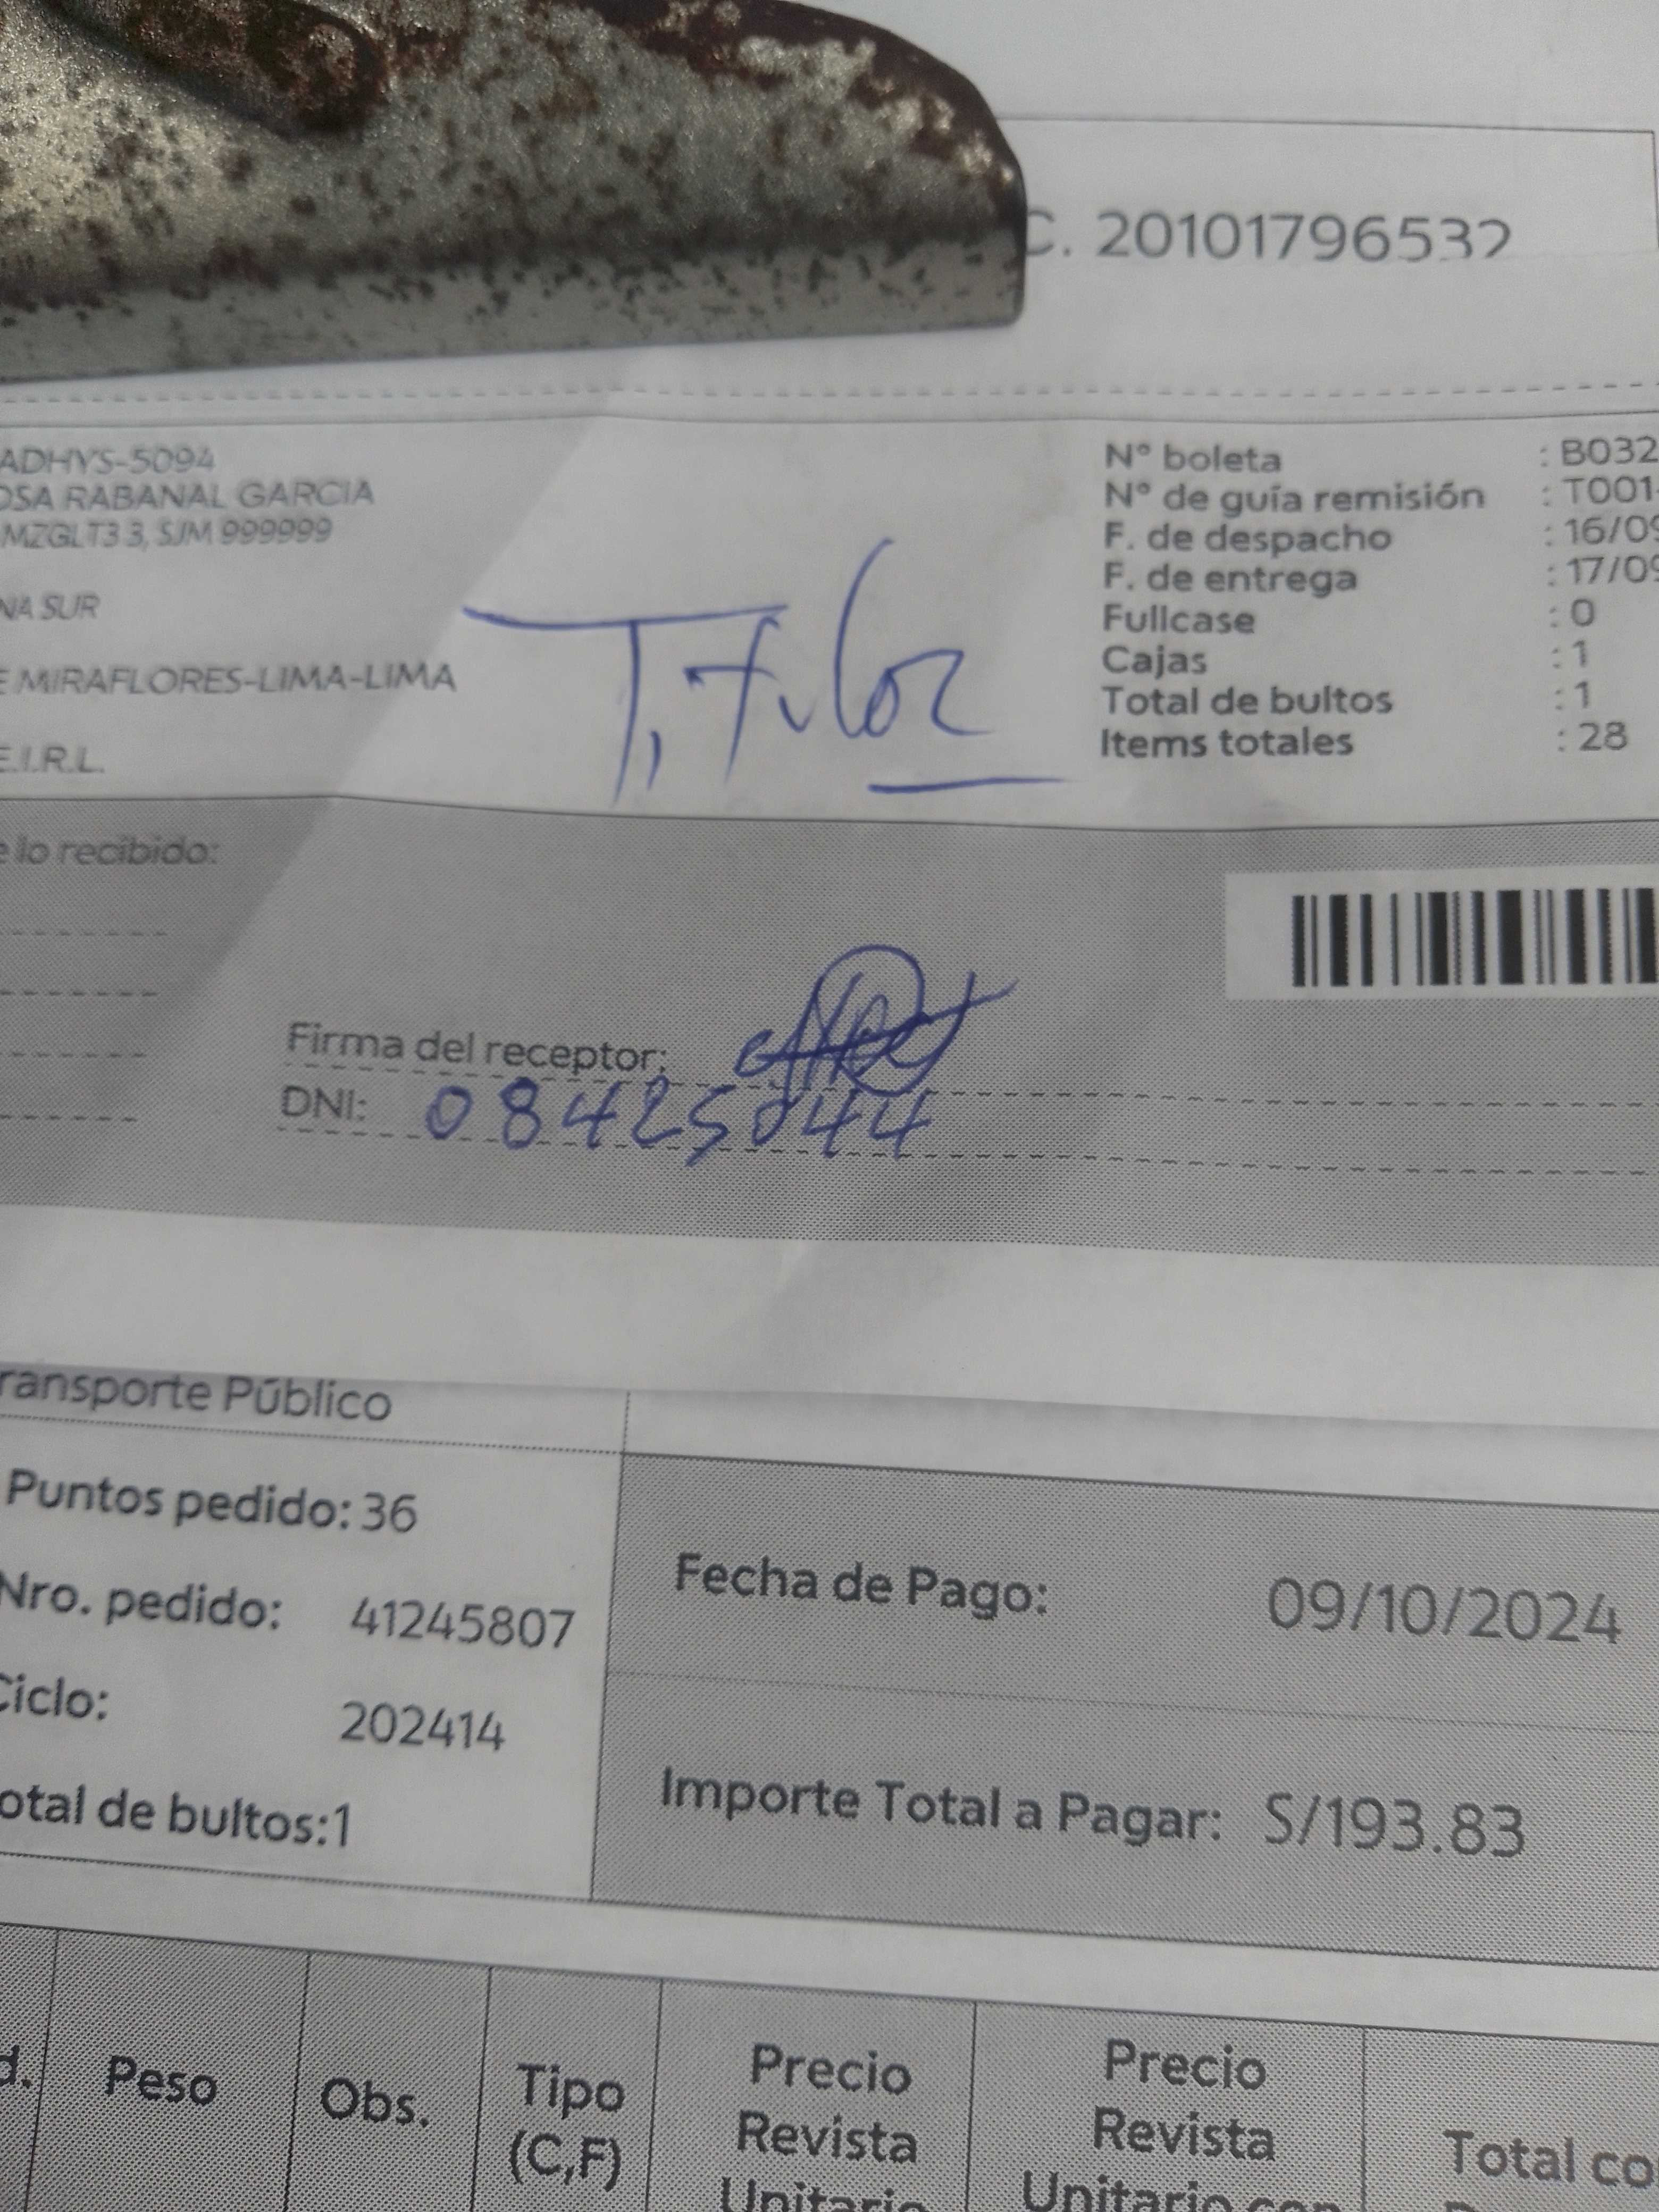 C. 20101796532
ADHYS-5094
OSA RABANAL GARCIA
MZGLT3 3, SJM 999999
NA SUR
E MIRAFLORES-LIMA-LIMA
E.I.R.L.
Titulor
N° boleta : B032
N° de guía remisión : T001-
F. de despacho : 16/09
F. de entrega : 17/09
Fullcase : 0
Cajas : 1
Total de bultos : 1
Items totales : 28
e lo recibido:
Firma del receptor:
DNI: 08425044
ransporte Público
Puntos pedido: 36
Nro. pedido: 41245807
Ciclo: 202414
otal de bultos:1
Fecha de Pago: 09/10/2024
Importe Total a Pagar: S/193.83
d.
Peso
Obs.
Tipo
(C,F)
Precio
Revista
Unitario
Precio
Revista
Unitario con
Total co